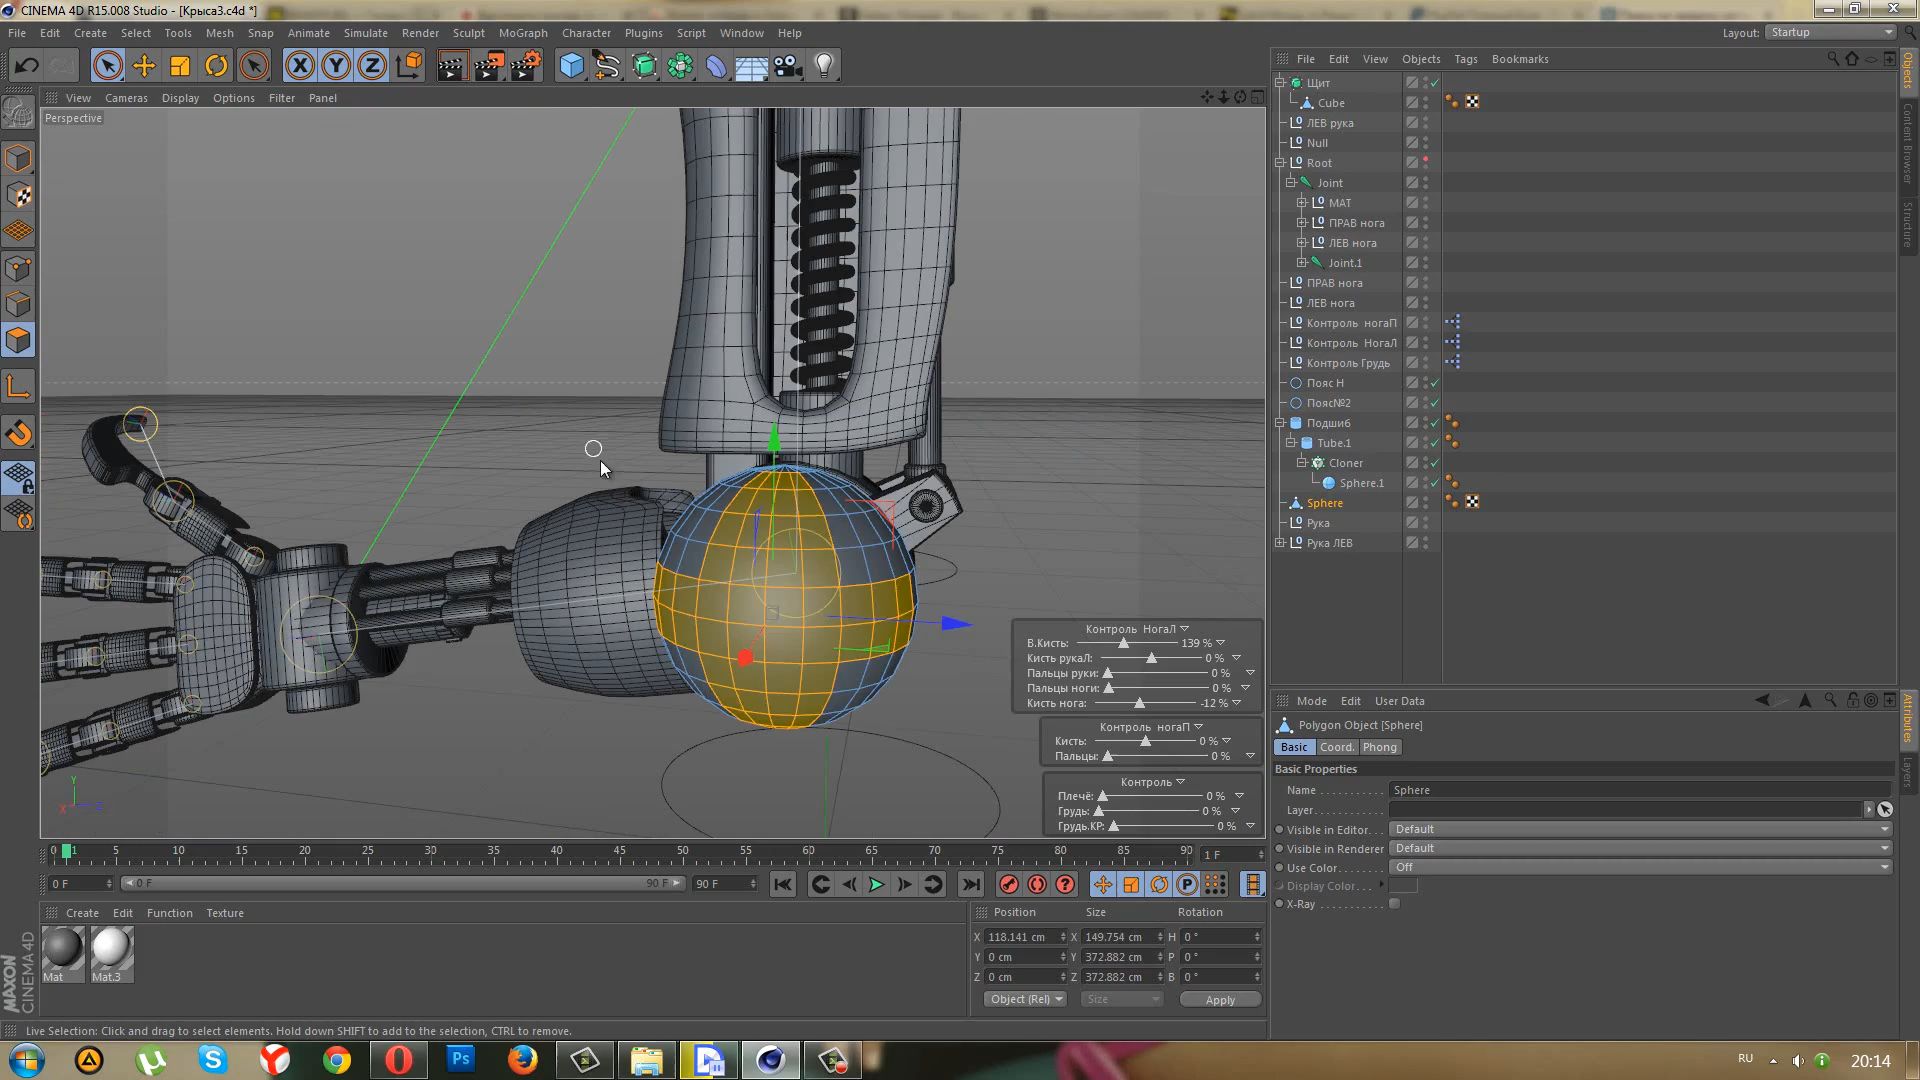 CINEMA 4D R15.008 Studio - [Крыса3.c4d *]
File Edit Create Select Tools Mesh Snap Animate Simulate Render Sculpt MoGraph Character Plugins Script Window Help
Layout: Startup
View Cameras Display Options Filter Panel
Perspective
File Edit View Objects Tags Bookmarks
Щит
Cube
ЛЕВ рука
Null
Root
Joint
МАТ
ПРАВ нога
ЛЕВ нога
Joint.1
ПРАВ нога
ЛЕВ нога
Контроль ногаП
Контроль НогаЛ
Контроль Грудь
Пояс Н
Пояс№2
Подшиб
Tube.1
Cloner
Sphere.1
Sphere
Рука
Рука ЛЕВ
Objects
Content Browser
Structure
Контроль НогаЛ
В.Кисть: 139 %
Кисть рукаЛ: 0 %
Пальцы руки: 0 %
Пальцы ноги: 0 %
Кисть нога: -12 %
Контроль ногаП
Кисть: 0 %
Пальцы: 0 %
Контроль
Плечё: 0 %
Грудь: 0 %
Грудь.КР: 0 %
Y
X
Z
Mode Edit User Data
Polygon Object [Sphere]
Basic Coord. Phong
Basic Properties
Name Sphere
Layer
Visible in Editor Default
Visible in Renderer Default
Use Color Off
Display Color
X-Ray
Attributes
Layers
0 1 5 10 15 20 25 30 35 40 45 50 55 60 65 70 75 80 85 90
1 F
0 F 0 F 90 F 90 F
Create Edit Function Texture
Mat Mat.3
MAXON
CINEMA 4D
Position Size Rotation
X 118.141 cm X 149.754 cm H 0 °
Y 0 cm Y 372.882 cm P 0 °
Z 0 cm Z 372.882 cm B 0 °
Object (Rel) Size Apply
Live Selection: Click and drag to select elements. Hold down SHIFT to add to the selection, CTRL to remove.
Ps
RU 20:14